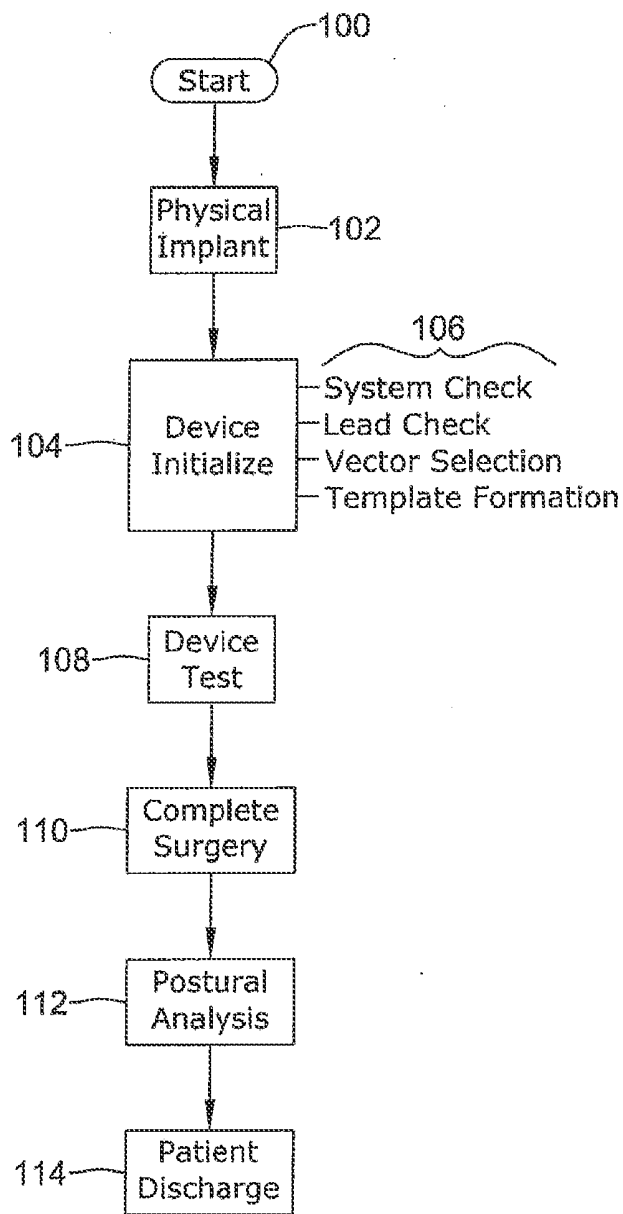 100
Start
Physical
Implant
102
106
System Check
Lead Check
Vector Selection
Template Formation
104
Device
Initialize
108
Device
Test
110
Complete
Surgery
112
Postural
Analysis
114
Patient
Discharge